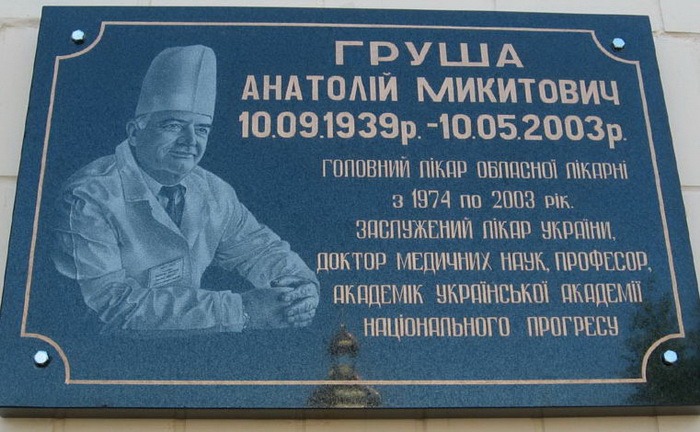 ГРУША
АНАТОЛІЙ МИКИТОВИЧ
10.09.1939р. -10.05.2003р.
ГОЛОВНИЙ ЛІКАР ОБЛАСНОЇ ЛІКАРНІ
З 1974 ПО 2003 РІК.
ЗАСЛУЖЕНИЙ ЛІКАР УКРАЇНИ,
ДОКТОР МЕДИЧНИХ НАУК, ПРОФЕСОР,
АКАДЕМІК УКРАЇНСЬКОЇ АКАДЕМІЇ
НАЦІОНАЛЬНОГО ПРОГРЕСУ